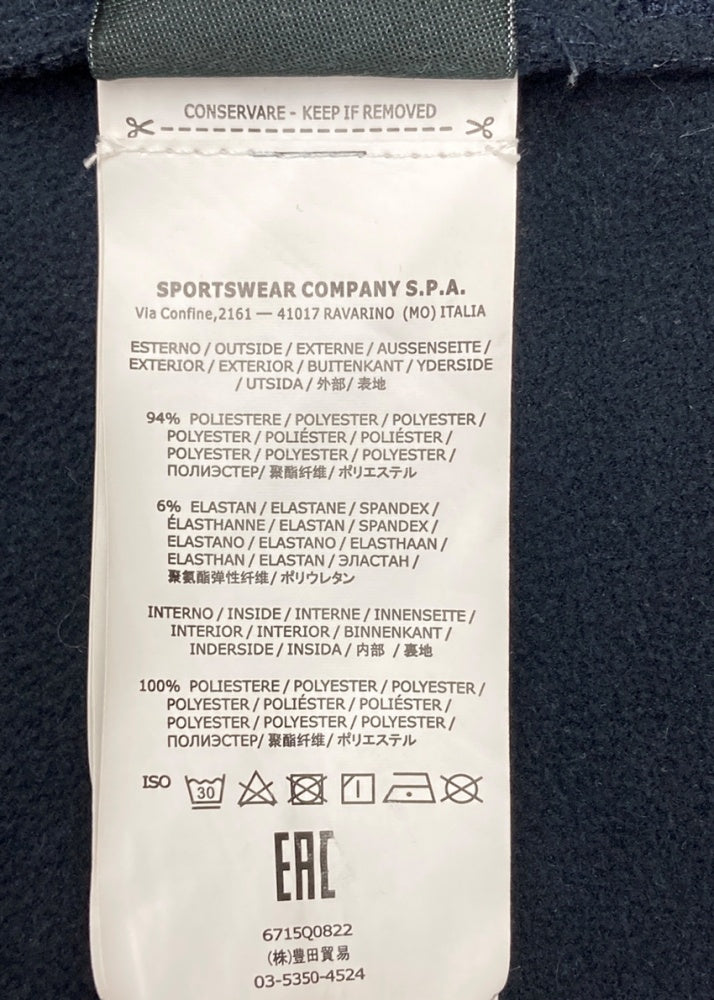 CONSERVARE - KEEP IF REMOVED
SPORTSWEAR COMPANY S.P.A.
Via Confine,2161 — 41017 RAVARINO (MO) ITALIA
ESTERNO / OUTSIDE / EXTERNE / AUSSENSEITE /
EXTERIOR / EXTERIOR / BUITENKANT / YDERSIDE
/ UTSIDA / 外部/ 表地
94% POLIESTERE / POLYESTER / POLYESTER /
POLYESTER / POLIÉSTER / POLIÉSTER /
POLYESTER / POLYESTER / POLYESTER /
ПОЛИЭСТЕР/ 聚酯纤维/ ポリエステル
6% ELASTAN / ELASTANE / SPANDEX /
ÉLASTHANNE / ELASTAN / SPANDEX /
ELASTANO / ELASTANO / ELASTHAAN /
ELASTHAN / ELASTAN / ЭЛАСТАН /
聚氨酯弹性纤维/ ポリウレタン
INTERNO / INSIDE / INTERNE / INNENSEITE /
INTERIOR / INTERIOR / BINNENKANT /
INDERSIDE / INSIDA / 内部 / 裏地
100% POLIESTERE / POLYESTER / POLYESTER /
POLYESTER / POLIÉSTER / POLIÉSTER /
POLYESTER / POLYESTER / POLYESTER /
ПОЛИЭСТЕР/ 聚酯纤维/ ポリエステル
ISO 30
EAC
6715Q0822
(株)豊田貿易
03-5350-4524